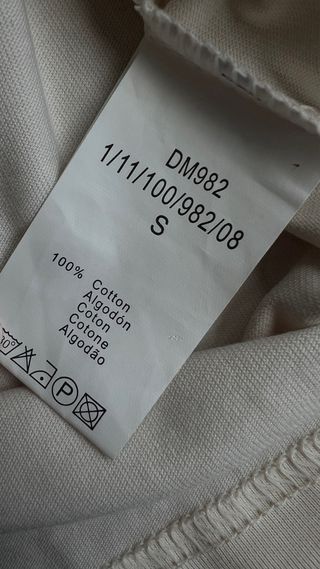 DM982
1/11/100/982/08
S
100% Cotton
Algodón
Coton
Cotone
Algodão
P